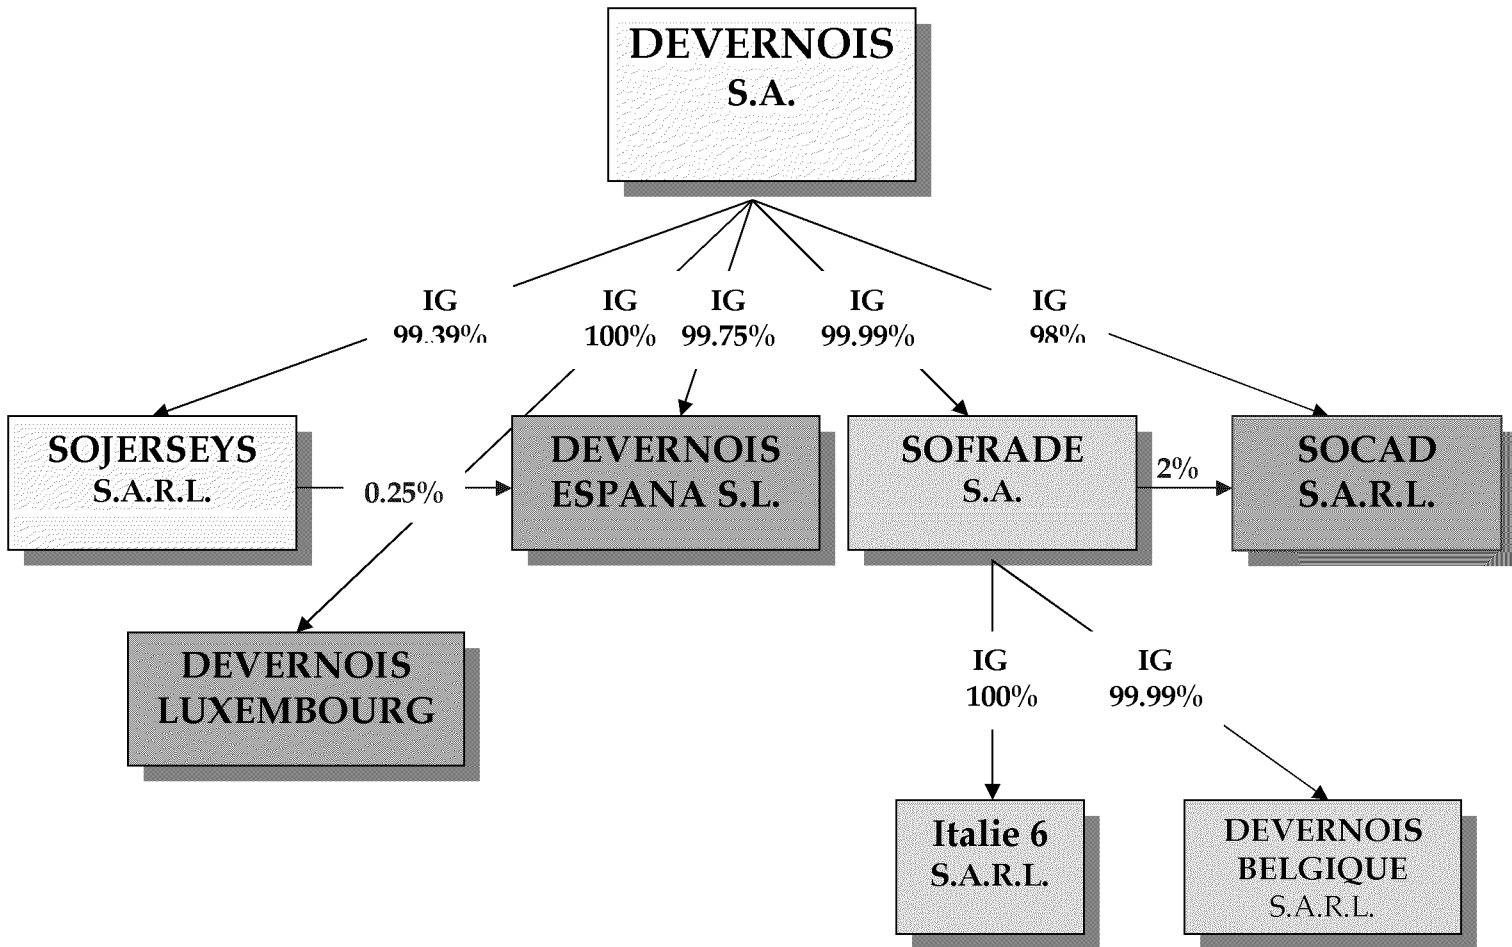 DEVERNOIS
S.A.
IG
99.39%
IG
100%
IG
99.75%
IG
99.99%
IG
98%
SOJERSEYS
S.A.R.L.
0.25%
DEVERNOIS
ESPANA S.L.
SOFRADE
S.A.
2%
SOCAD
S.A.R.L.
DEVERNOIS
LUXEMBOURG
IG
100%
IG
99.99%
Italie 6
S.A.R.L.
DEVERNOIS
BELGIQUE
S.A.R.L.